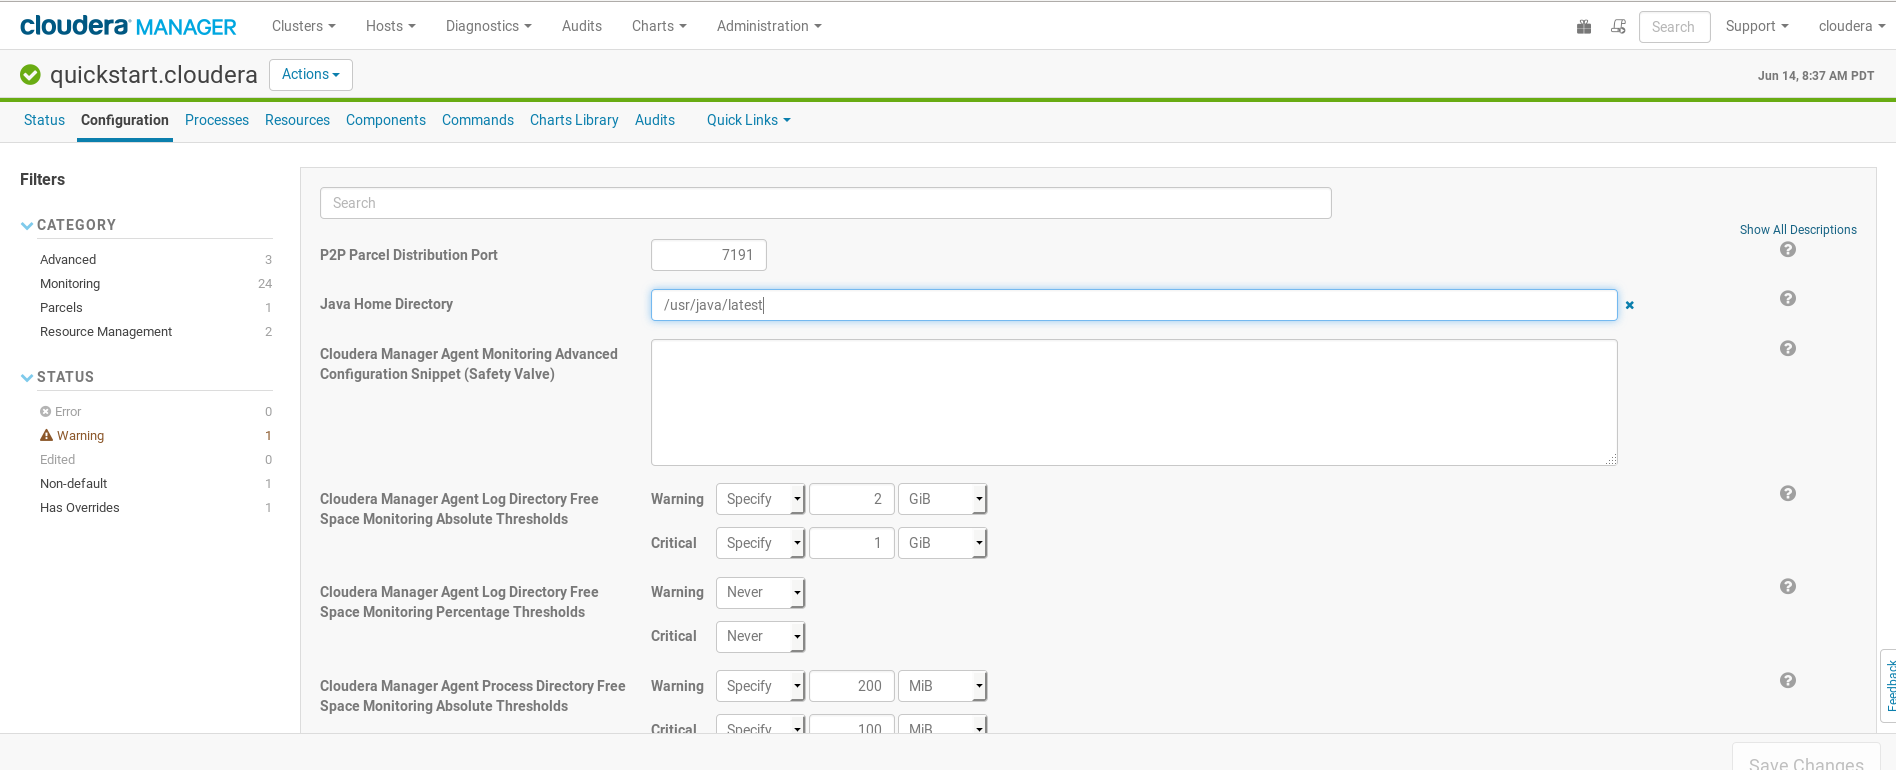 cloudera MANAGER Clusters Hosts Diagnostics Audits Charts Administration Search Support cloudera
quickstart.cloudera Actions Jun 14, 8:37 AM PDT
Status Configuration Processes Resources Components Commands Charts Library Audits Quick Links
Filters
CATEGORY
Advanced 3
Monitoring 24
Parcels 1
Resource Management 2
STATUS
Error 0
Warning 1
Edited 0
Non-default 1
Has Overrides 1
Search
Show All Descriptions
P2P Parcel Distribution Port 7191
Java Home Directory /usr/java/latest
Cloudera Manager Agent Monitoring Advanced
Configuration Snippet (Safety Valve)
Cloudera Manager Agent Log Directory Free
Space Monitoring Absolute Thresholds
Warning Specify 2 GiB
Critical Specify 1 GiB
Cloudera Manager Agent Log Directory Free
Space Monitoring Percentage Thresholds
Warning Never
Critical Never
Cloudera Manager Agent Process Directory Free
Space Monitoring Absolute Thresholds
Warning Specify 200 MiB
Critical Specify 100 MiB
Feedback
Save Changes